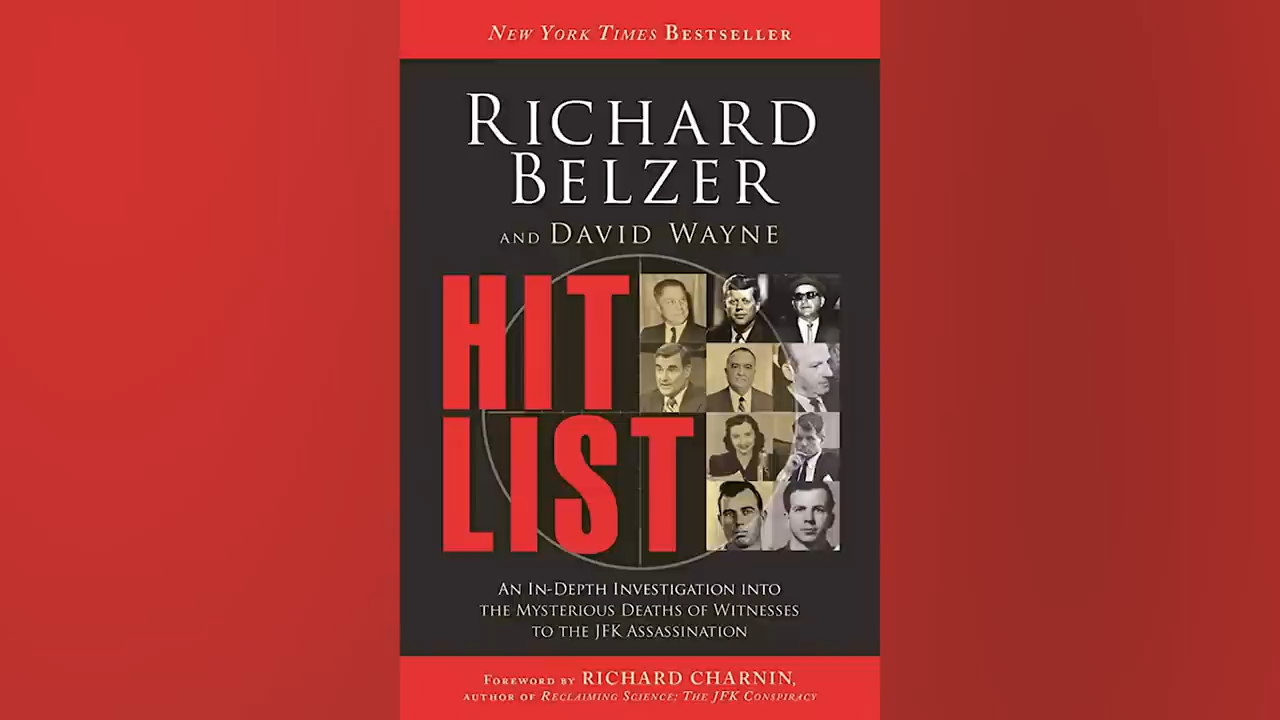 NEW YORK TIMES BESTSELLER
RICHARD
BELZER
AND DAVID WAYNE
HIT
LIST
AN IN-DEPTH INVESTIGATION INTO
THE MYSTERIOUS DEATHS OF WITNESSES
TO THE JFK ASSASSINATION
FOREWORD BY RICHARD CHARNIN,
AUTHOR OF RECLAIMING SCIENCE: THE JFK CONSPIRACY